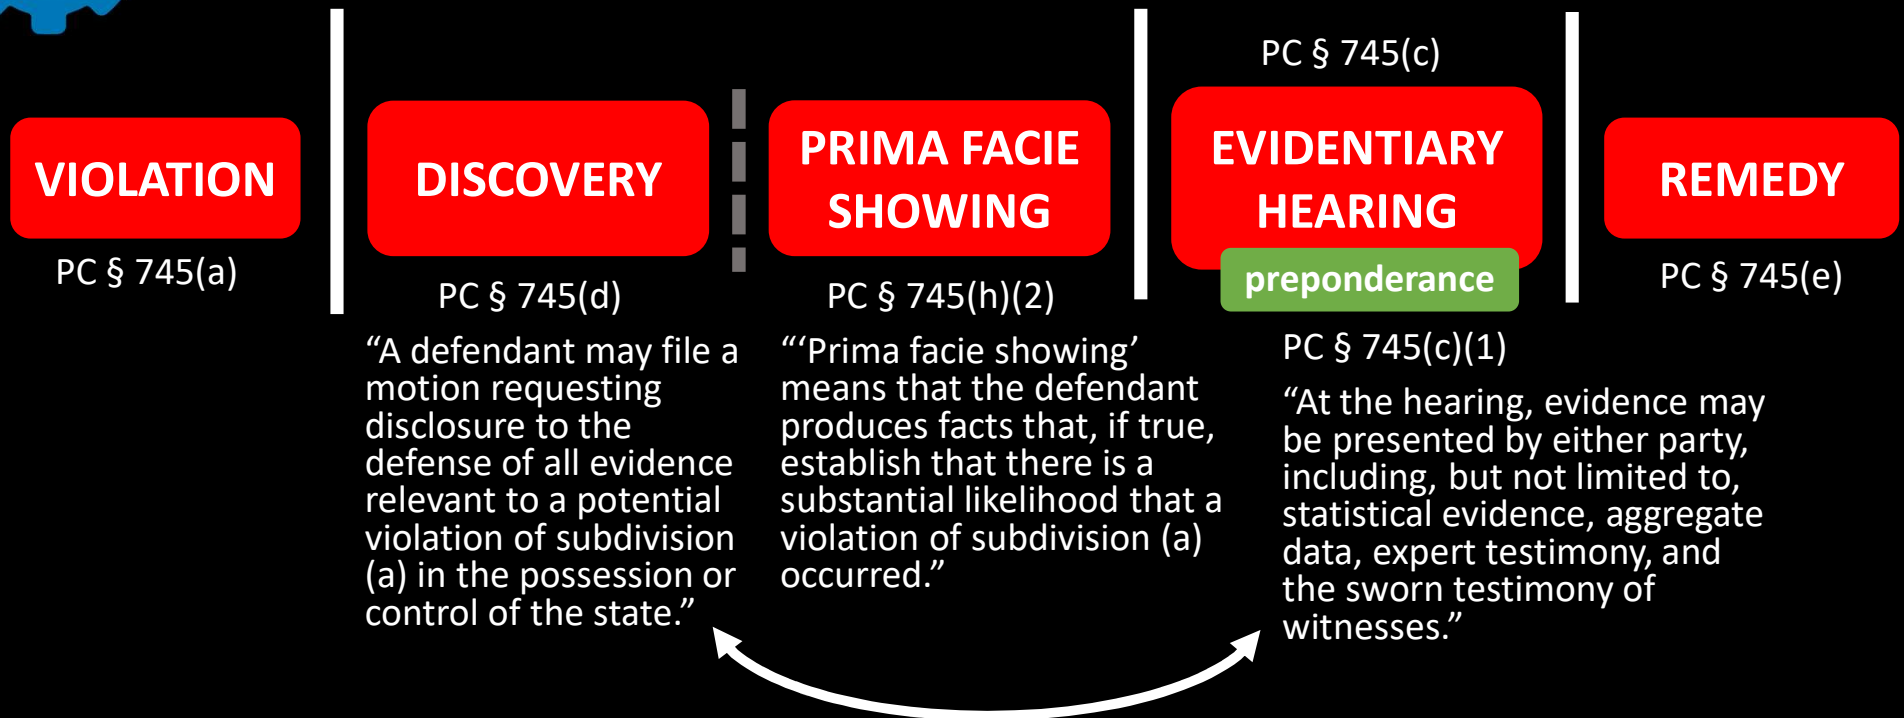 VIOLATION
PC § 745(a)
DISCOVERY
PC § 745(d)
“A defendant may file a
motion requesting
disclosure to the
defense of all evidence
relevant to a potential
violation of subdivision
(a) in the possession or
control of the state.”
PRIMA FACIE
SHOWING
PC § 745(h)(2)
“‘Prima facie showing’
means that the defendant
produces facts that, if true,
establish that there is a
substantial likelihood that a
violation of subdivision (a)
occurred.”
PC § 745(c)
EVIDENTIARY
HEARING
preponderance
PC § 745(c)(1)
“At the hearing, evidence may
be presented by either party,
including, but not limited to,
statistical evidence, aggregate
data, expert testimony, and
the sworn testimony of
witnesses.”
REMEDY
PC § 745(e)